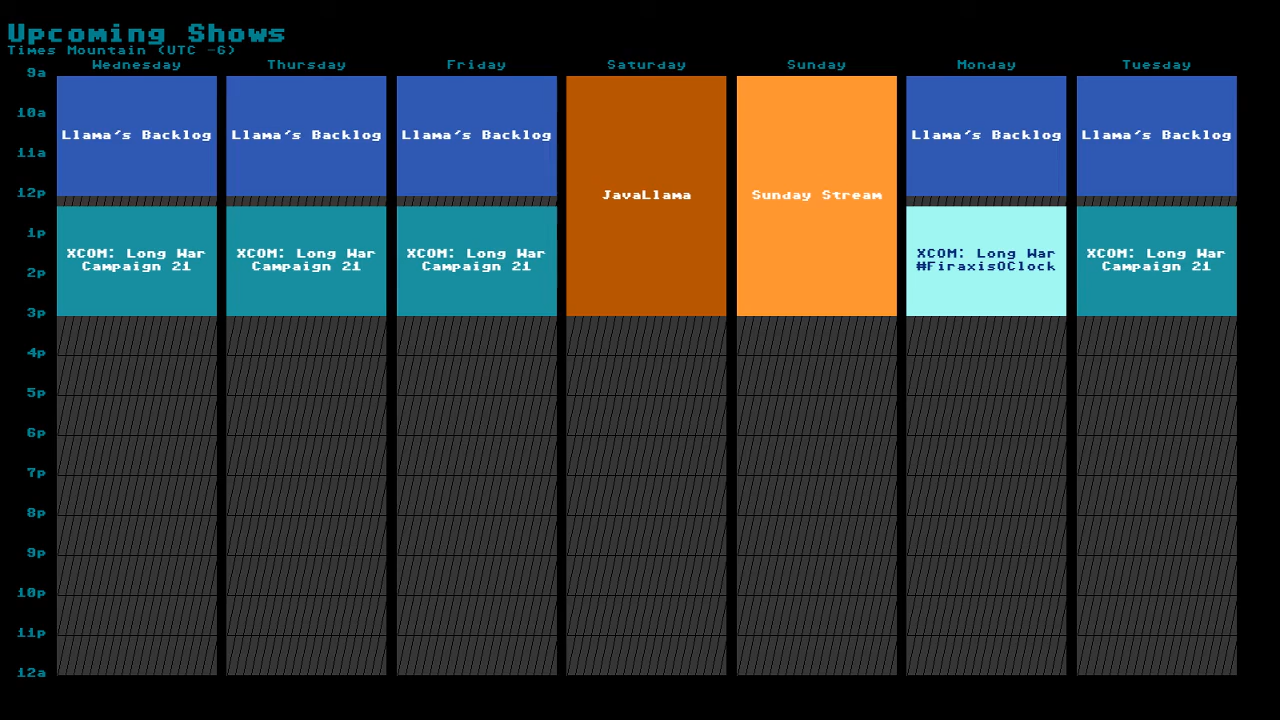 Upcoming Shows
Times Mountain (UTC -6)
Wednesday Thursday Friday Saturday Sunday Monday Tuesday
9a
10a
Llama's Backlog Llama's Backlog Llama's Backlog Llama's Backlog Llama's Backlog
11a
12p
JavaLlama Sunday Stream
1p
XCOM: Long War XCOM: Long War XCOM: Long War XCOM: Long War XCOM: Long War
Campaign 21 Campaign 21 Campaign 21 #FiraxisOClock Campaign 21
2p
3p
4p
5p
6p
7p
8p
9p
10p
11p
12a